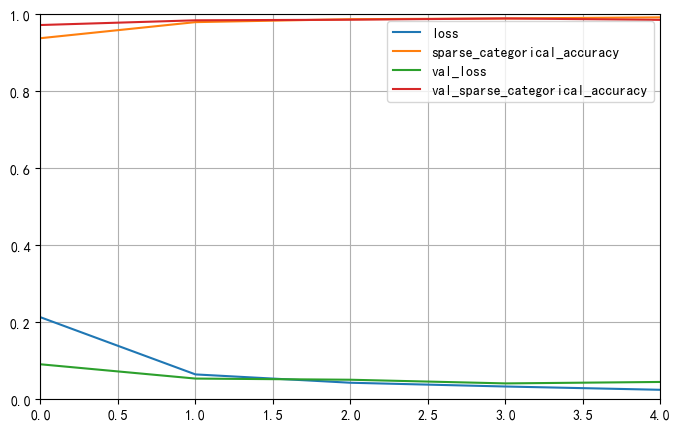 1.0
0.8
0.6
0.4
0.2
0.0
0.0 0.5 1.0 1.5 2.0 2.5 3.0 3.5 4.0
loss
sparse_categorical_accuracy
val_loss
val_sparse_categorical_accuracy